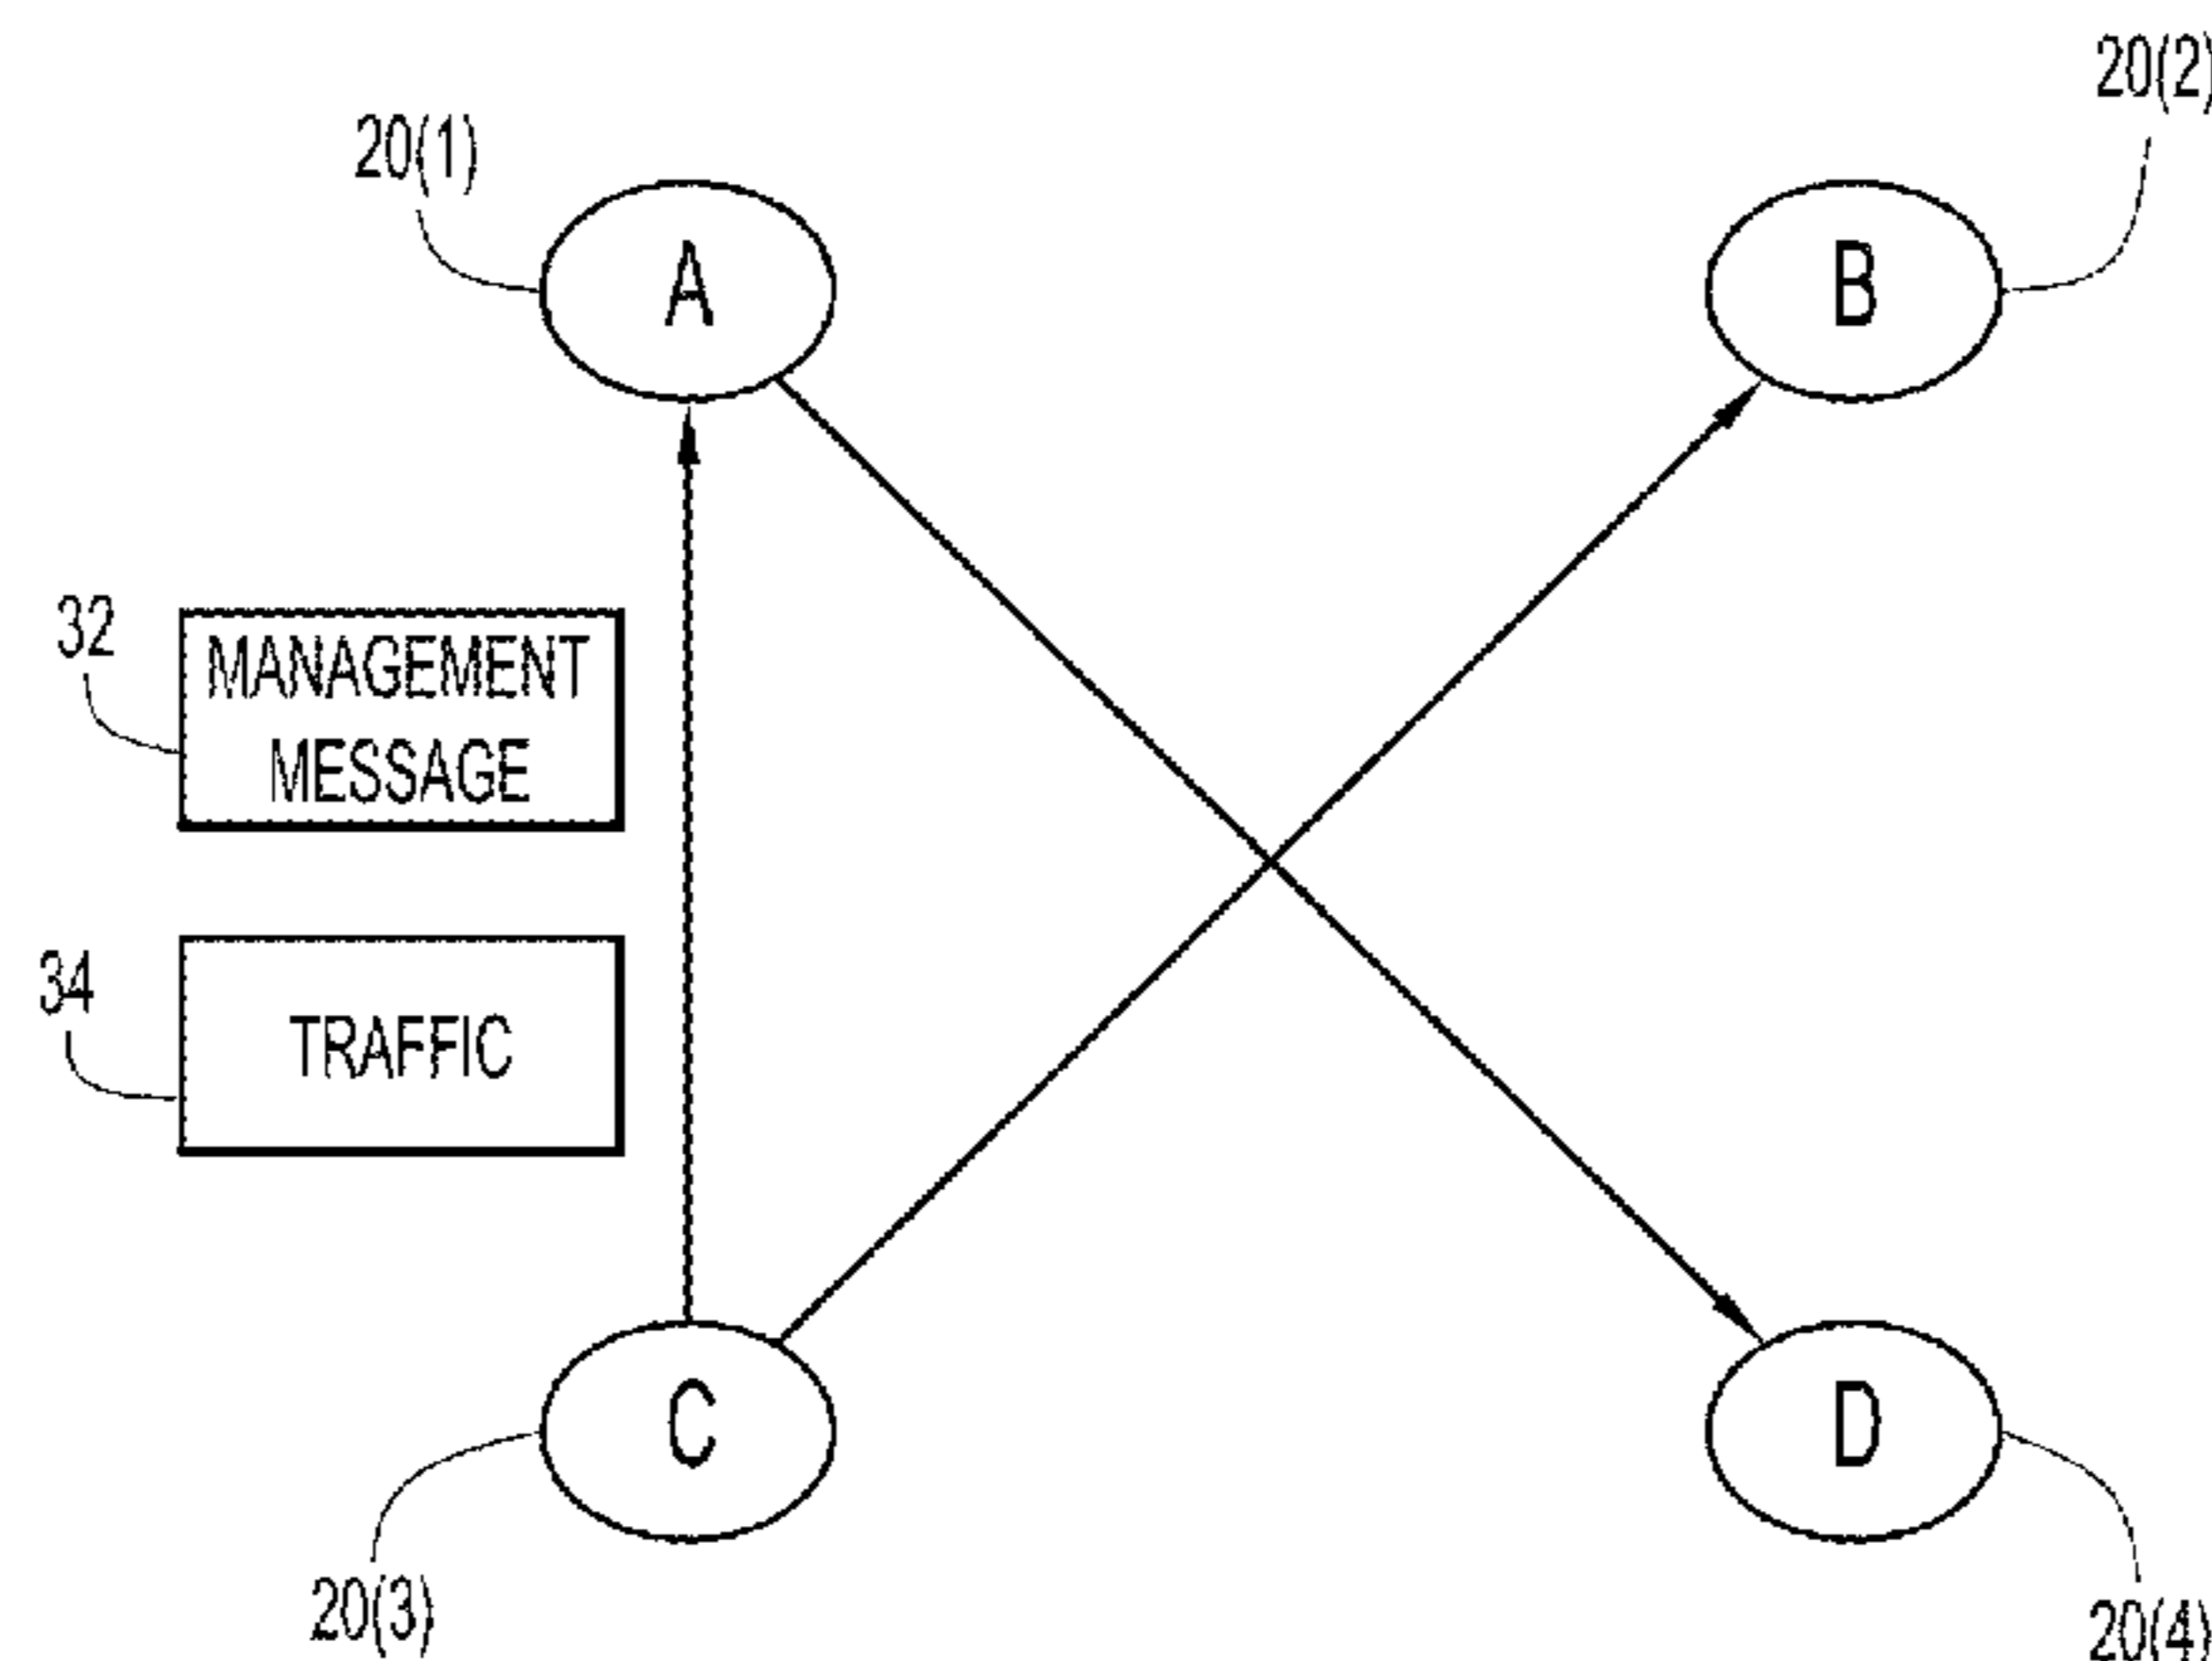 20(1)
20(2)
A
B
32
MANAGEMENT
MESSAGE
34
TRAFFIC
C
D
20(3)
20(4)